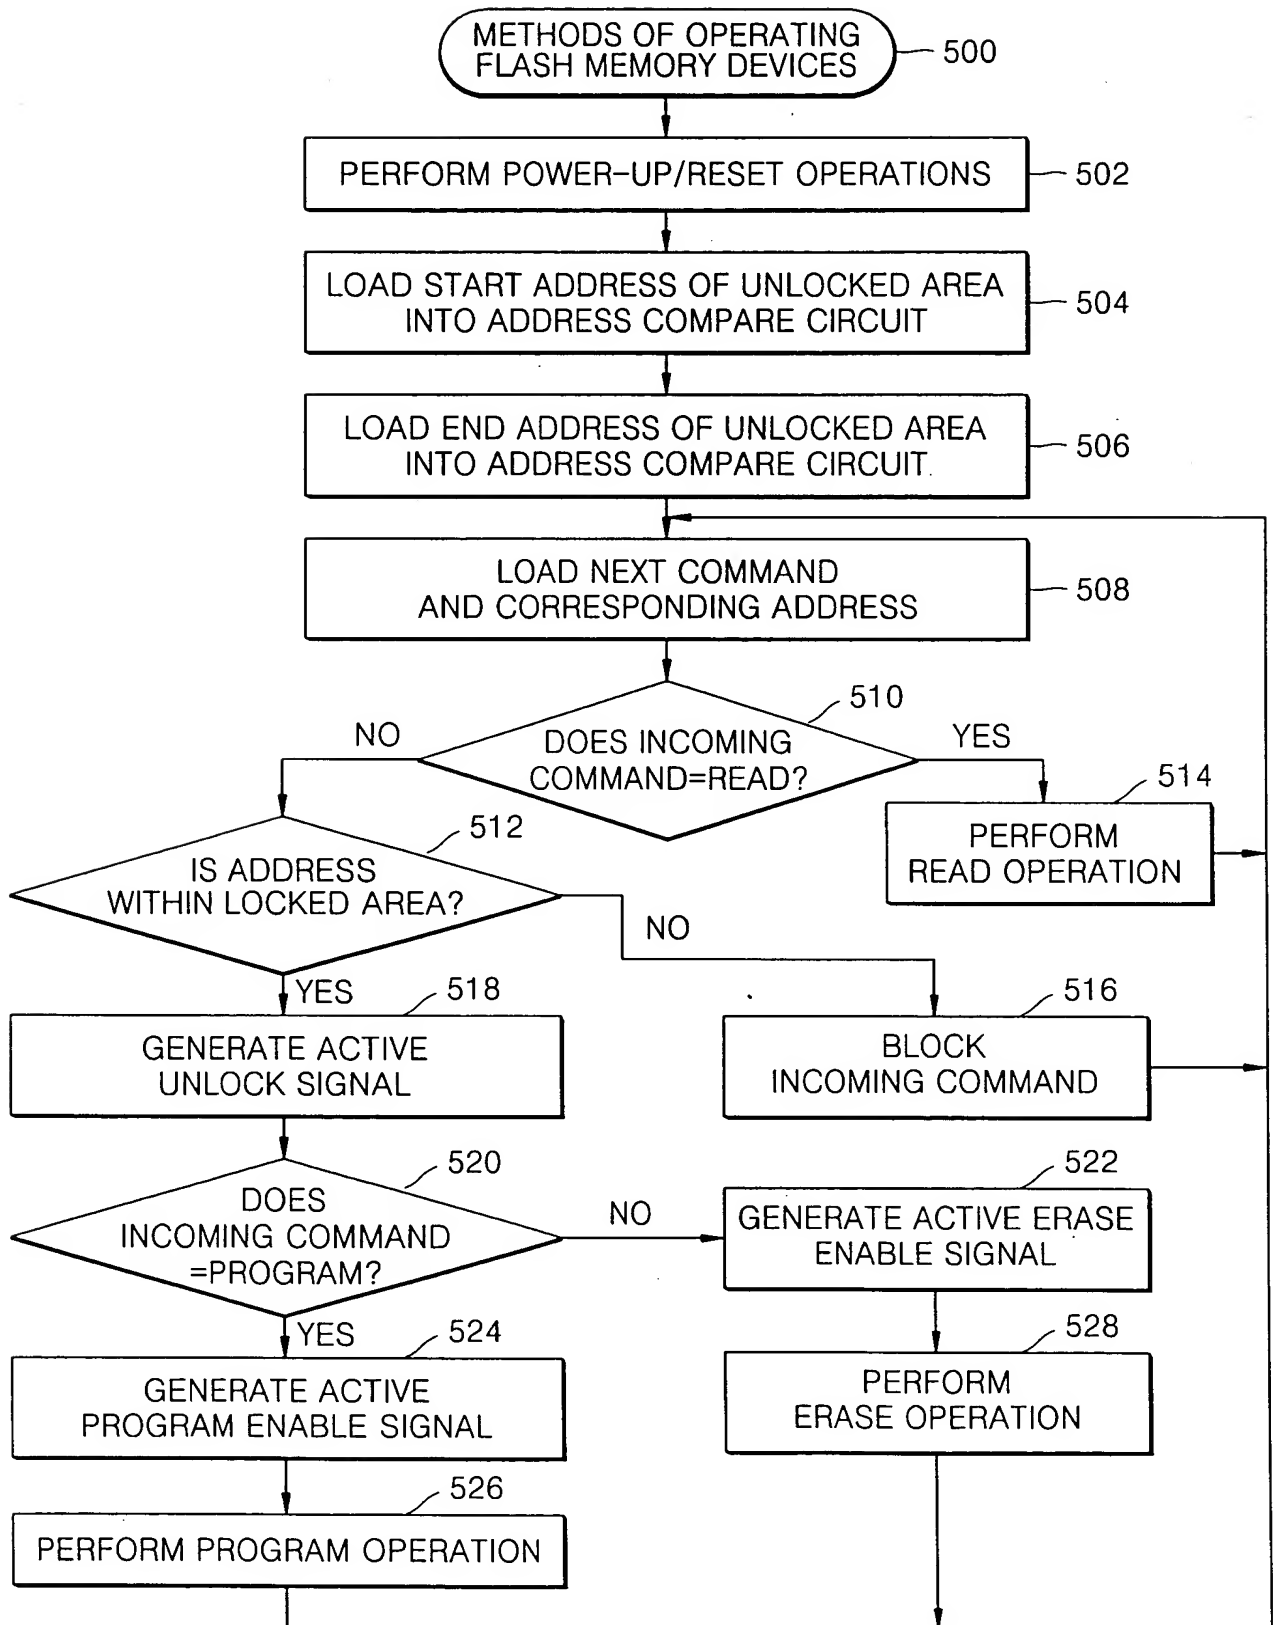 METHODS OF OPERATING
FLASH MEMORY DEVICES
500
PERFORM POWER-UP/RESET OPERATIONS
502
LOAD START ADDRESS OF UNLOCKED AREA
INTO ADDRESS COMPARE CIRCUIT
504
LOAD END ADDRESS OF UNLOCKED AREA
INTO ADDRESS COMPARE CIRCUIT
506
LOAD NEXT COMMAND
AND CORRESPONDING ADDRESS
508
510
DOES INCOMING
COMMAND=READ?
NO
YES
514
PERFORM
READ OPERATION
512
IS ADDRESS
WITHIN LOCKED AREA?
NO
YES
518
GENERATE ACTIVE
UNLOCK SIGNAL
516
BLOCK
INCOMING COMMAND
520
DOES
INCOMING COMMAND
=PROGRAM?
NO
522
GENERATE ACTIVE ERASE
ENABLE SIGNAL
YES
524
GENERATE ACTIVE
PROGRAM ENABLE SIGNAL
528
PERFORM
ERASE OPERATION
526
PERFORM PROGRAM OPERATION